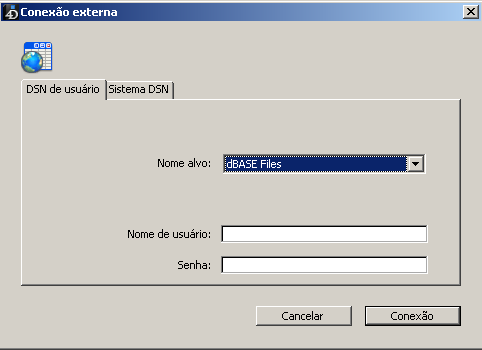 Conexão externa
DSN de usuário Sistema DSN
Nome alvo: dBASE Files
Nome de usuário:
Senha:
Cancelar Conexão